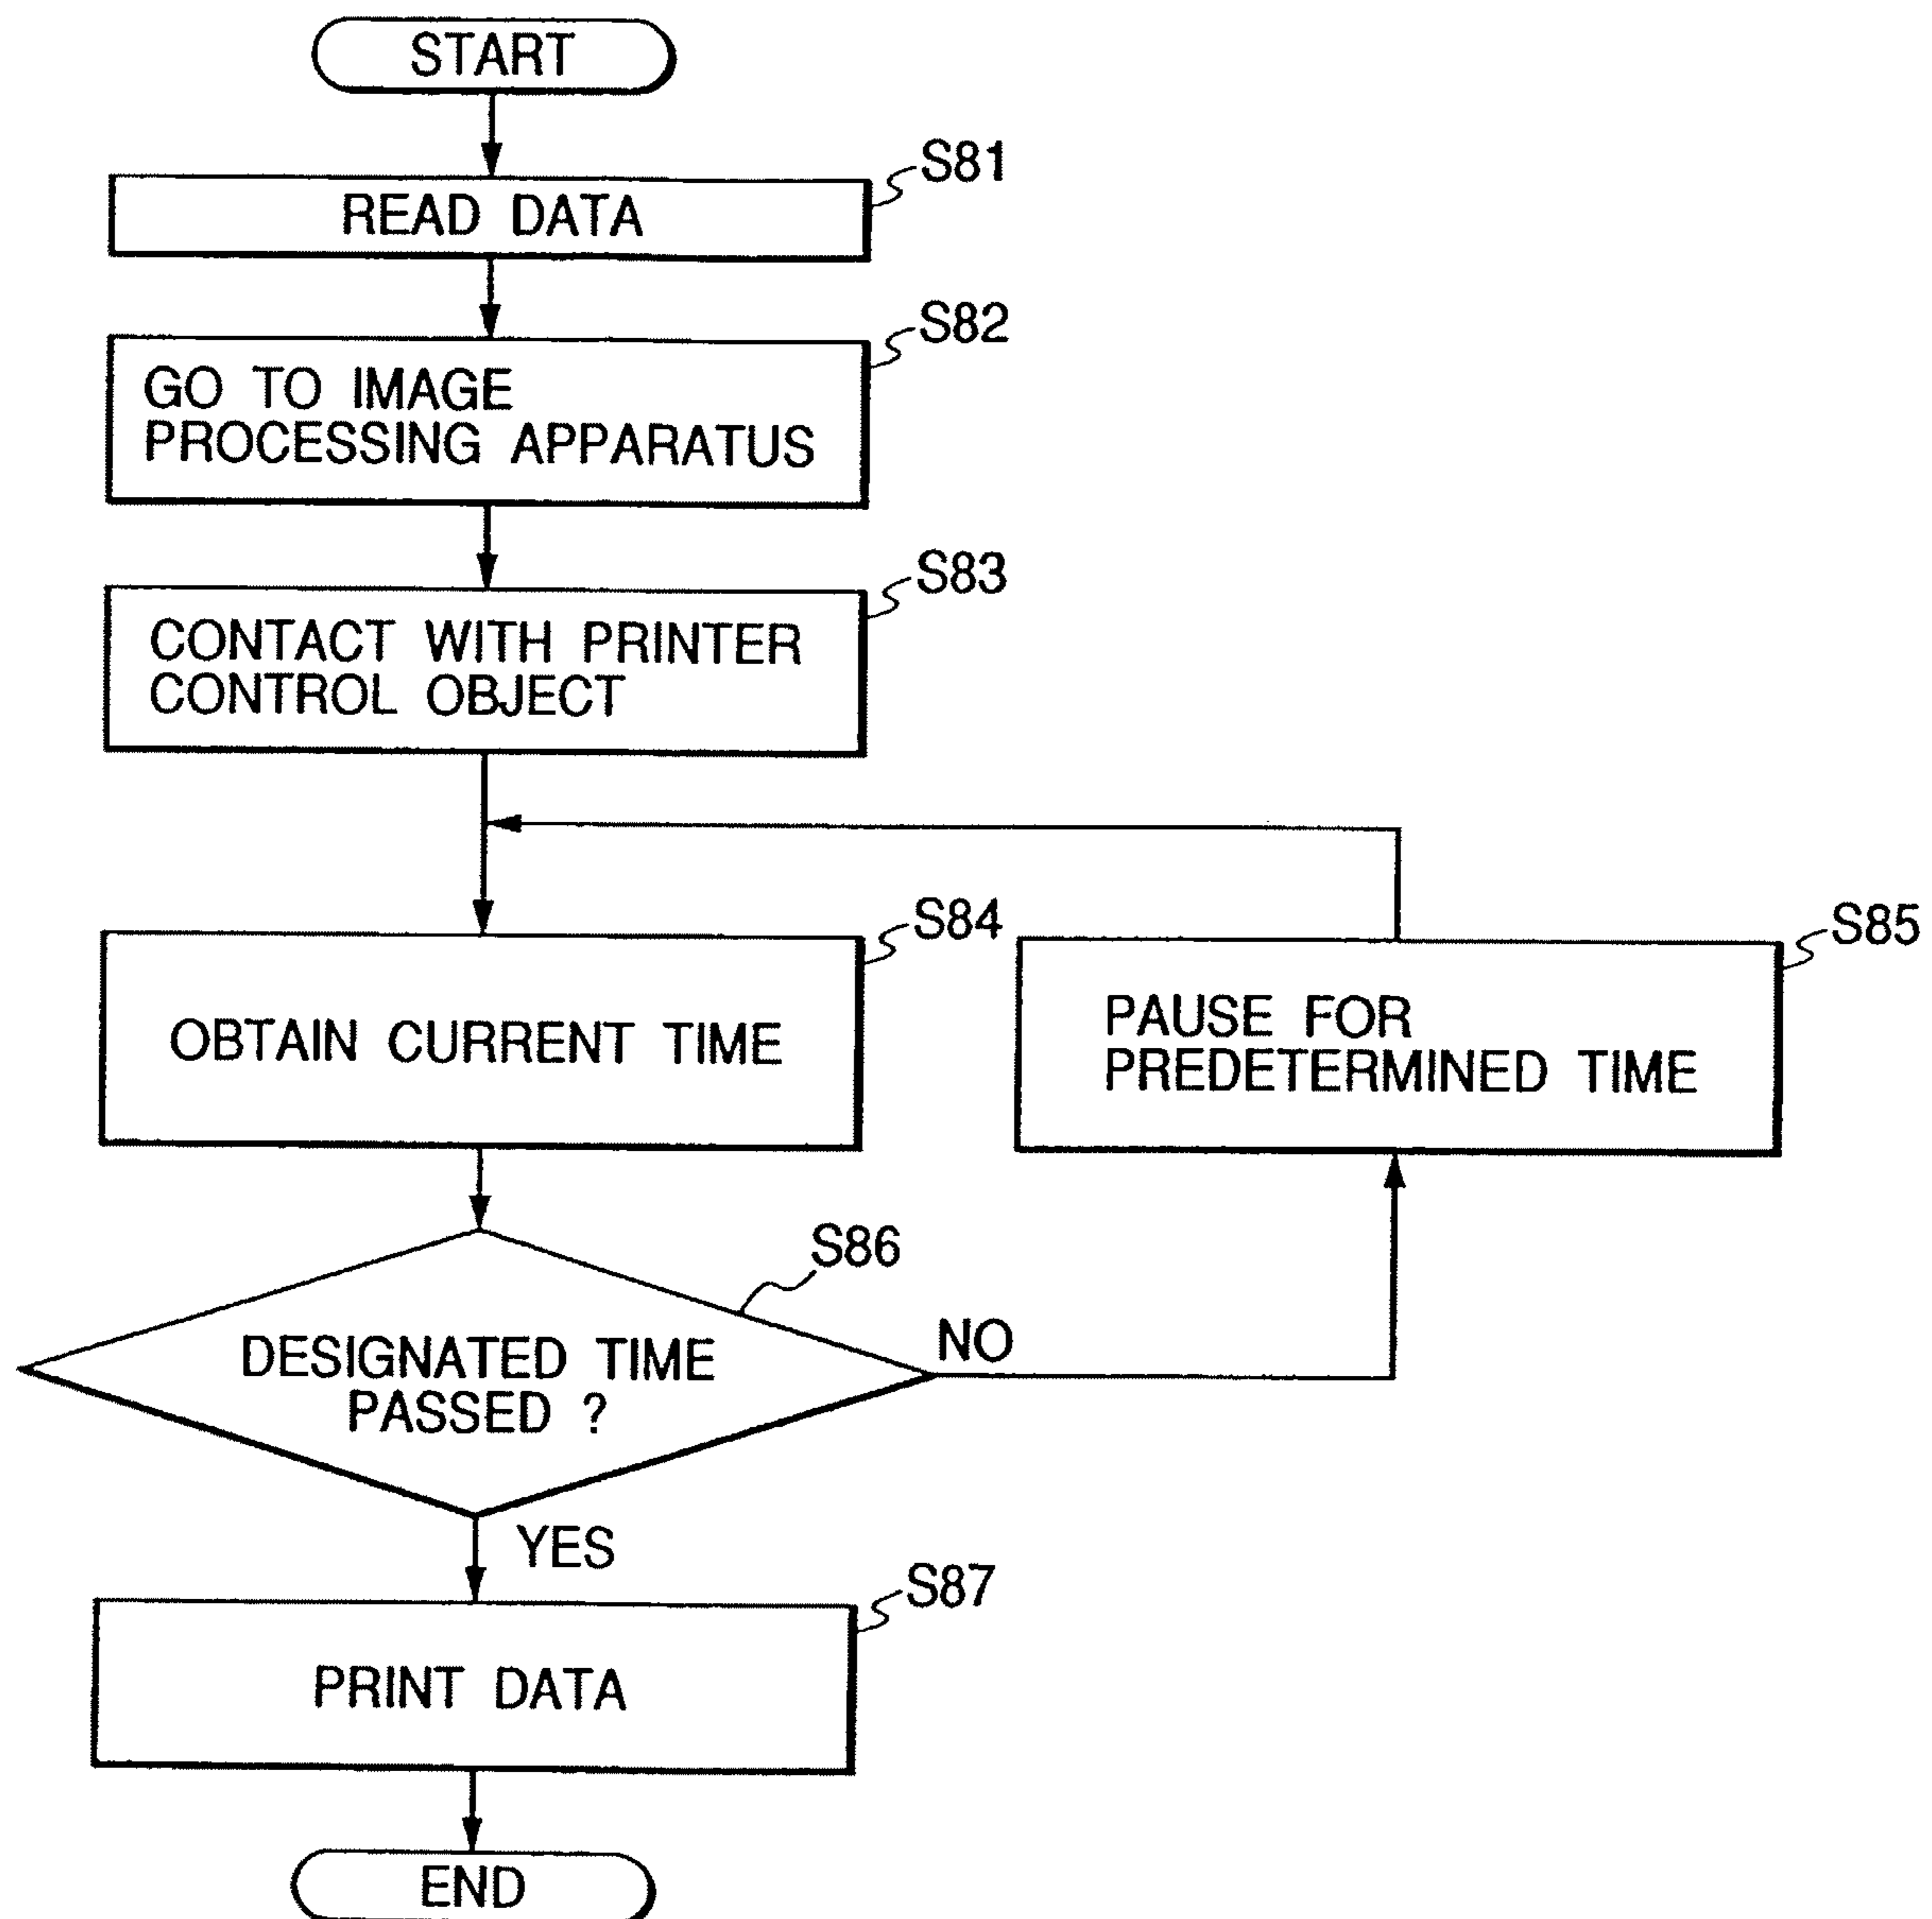 START
S81
READ DATA
S82
GO TO IMAGE
PROCESSING APPARATUS
S83
CONTACT WITH PRINTER
CONTROL OBJECT
S84
OBTAIN CURRENT TIME
S85
PAUSE FOR
PREDETERMINED TIME
S86
DESIGNATED TIME
PASSED ?
NO
YES
S87
PRINT DATA
END